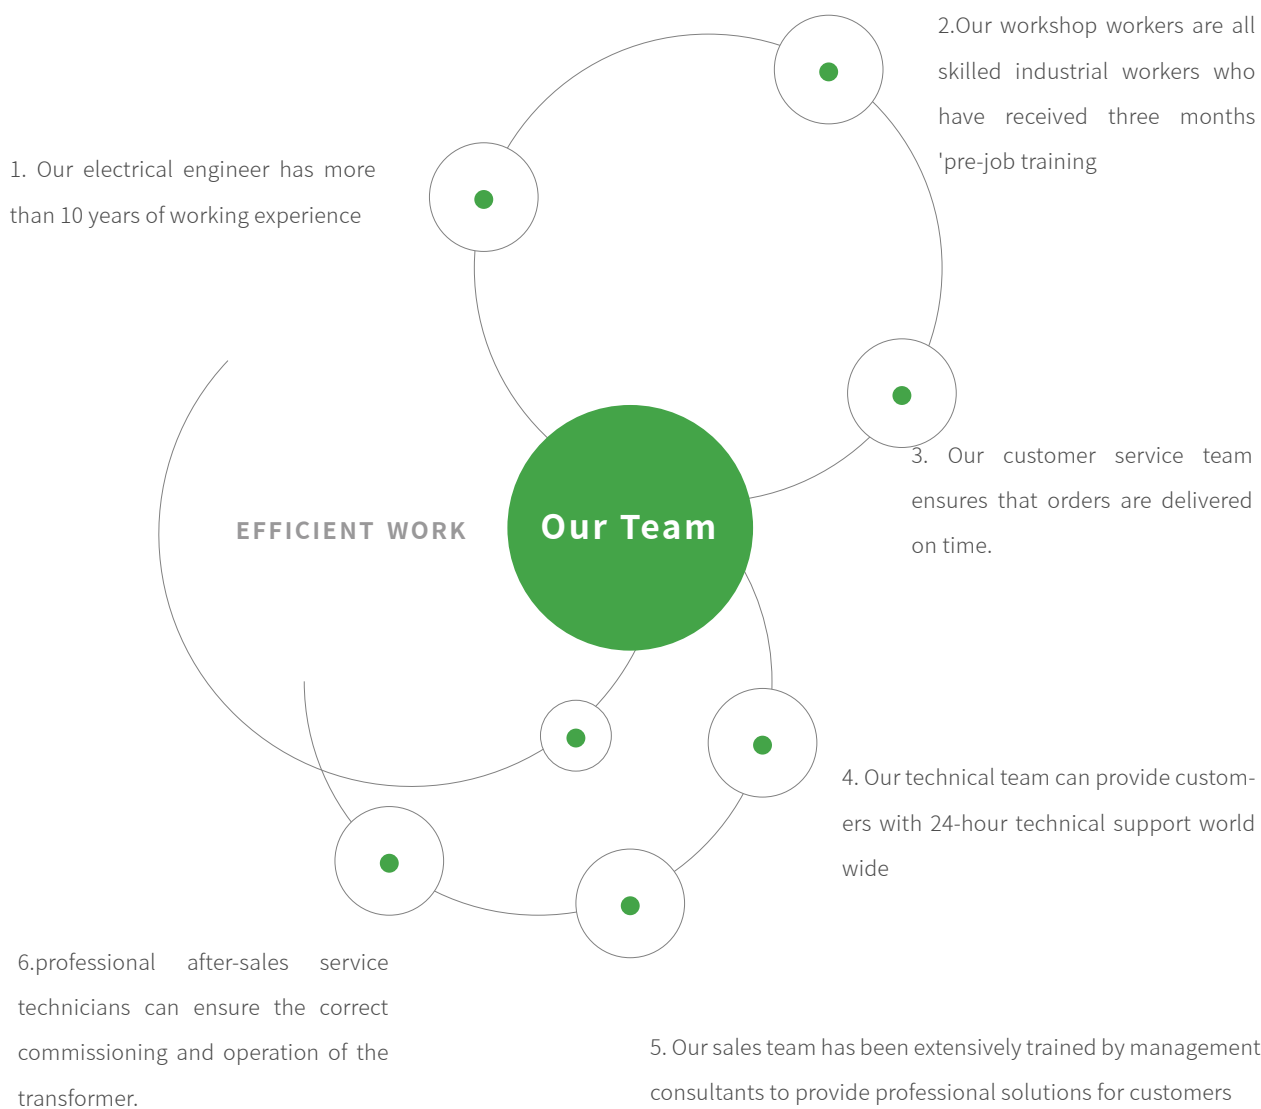 1. Our electrical engineer has more
than 10 years of working experience
2.Our workshop workers are all
skilled industrial workers who
have received three months
'pre-job training
3. Our customer service team
ensures that orders are delivered
on time.
EFFICIENT WORK
Our Team
4. Our technical team can provide custom-
ers with 24-hour technical support world
wide
5. Our sales team has been extensively trained by management
consultants to provide professional solutions for customers
6.professional after-sales service
technicians can ensure the correct
commissioning and operation of the
transformer.